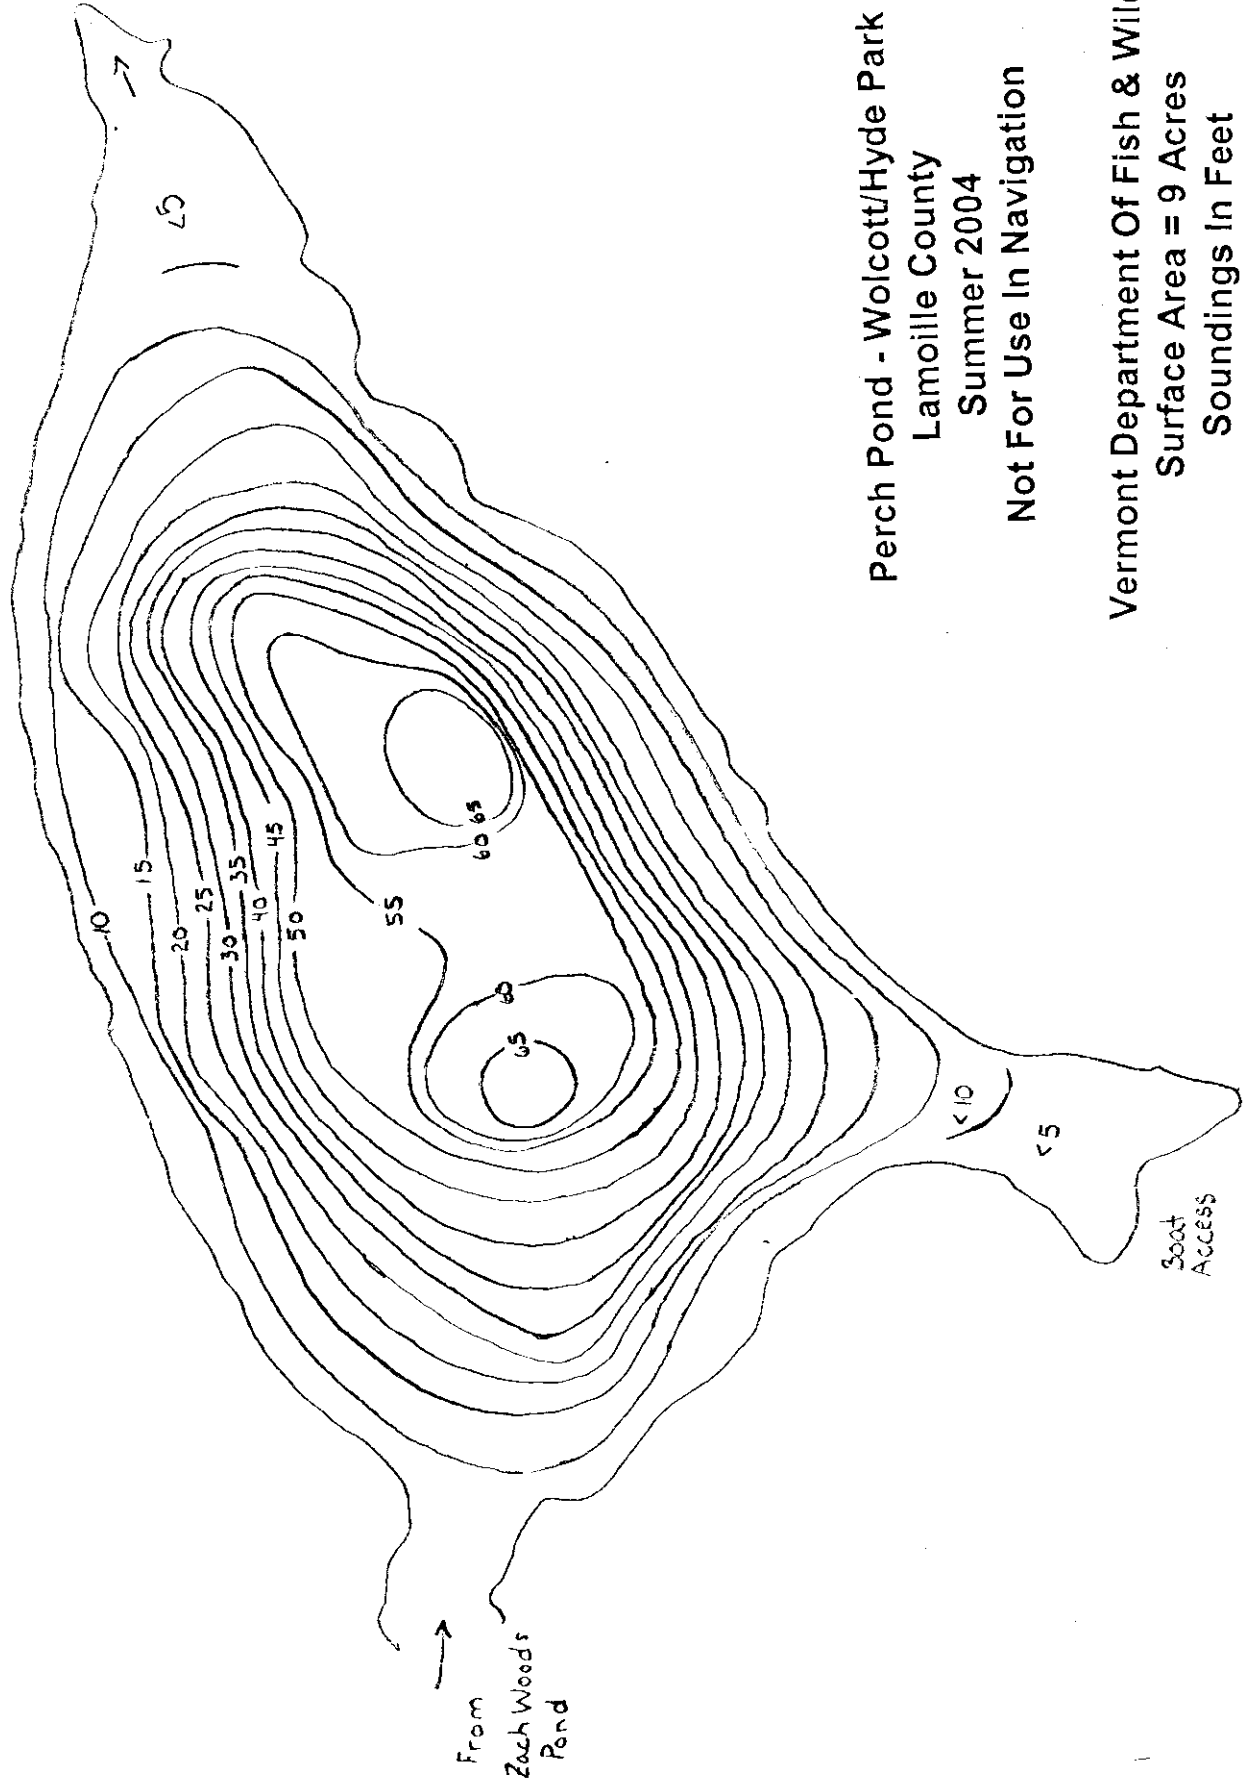 Perch Pond - Wolcott/Hyde Park
Lamoille County
Summer 2004
Not For Use In Navigation
Vermont Department Of Fish &
Surface Area = 9 Acres
Soundings In Feet
From
Zach Woods
Pond
Boat
Access
<5
<10
<5
10
15
20
25
30
35
40
45
50
55
60
65
60
65